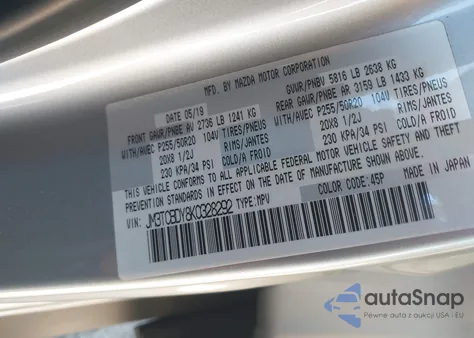 MFD. BY MAZDA MOTOR CORPORATION
DATE 05/19 GVWR/PNBV 5816 LB 2638 KG
FRONT GAWR/PNBE AV 2736 LB 1241 KG REAR GAWR/PNBE AR 3159 LB 1433 KG
WITH/AVEC P255/50R20 104V TIRES/PNEUS WITH/AVEC P255/50R20 104V TIRES/PNEUS
20X8 1/2J RIMS/JANTES 20X8 1/2J RIMS/JANTES
230 KPA/34 PSI COLD/A FROID 230 KPA/34 PSI COLD/A FROID
THIS VEHICLE CONFORMS TO ALL APPLICABLE FEDERAL MOTOR VEHICLE SAFETY BUMPER, AND THEFT
PREVENTION STANDARDS IN EFFECT ON THE DATE OF MANUFACTURE SHOWN ABOVE.
VIN: JM3TCBDY8K0328292 TYPE:MPV COLOR CODE:45P
autoSnap
Pewne auta z aukcji USA i EU